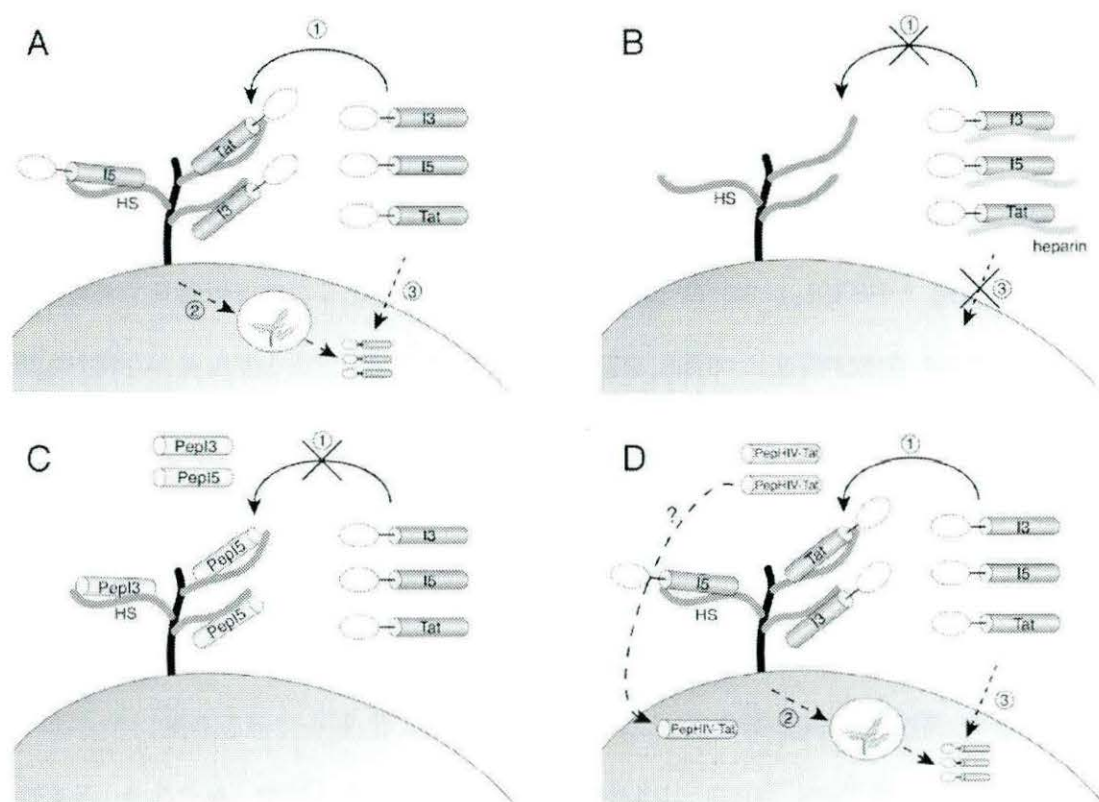 A
①
I3
I5
Tat
Tat
I5
I3
HS
②
③
B
①
I3
I5
Tat
heparin
HS
③
C
PepI3
PepI5
①
I3
I5
Tat
PepI5
PepI3
PepI5
HS
D
PepHIV-Tat
PepHIV-Tat
①
?
I3
I5
Tat
Tat
I5
I3
HS
②
③
PepHIV-Tat